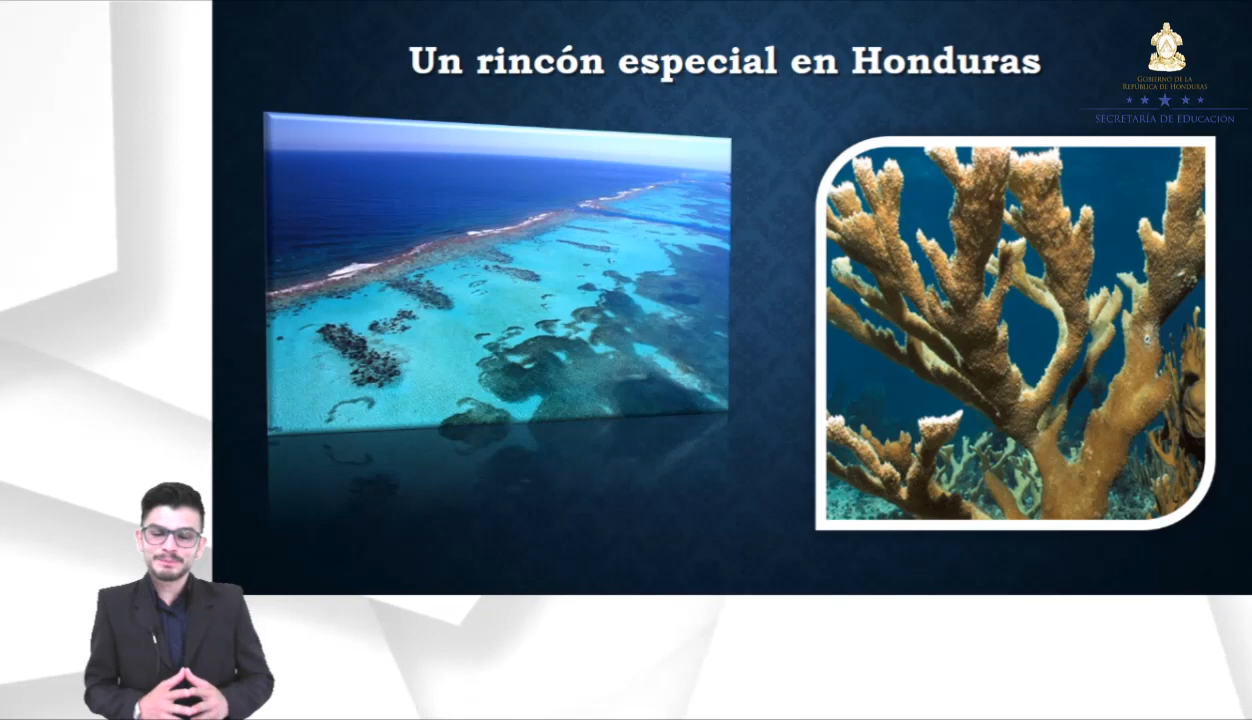 Un rincón especial en Honduras
GOBIERNO DE LA
REPÚBLICA DE HONDURAS
SECRETARÍA DE EDUCACIÓN